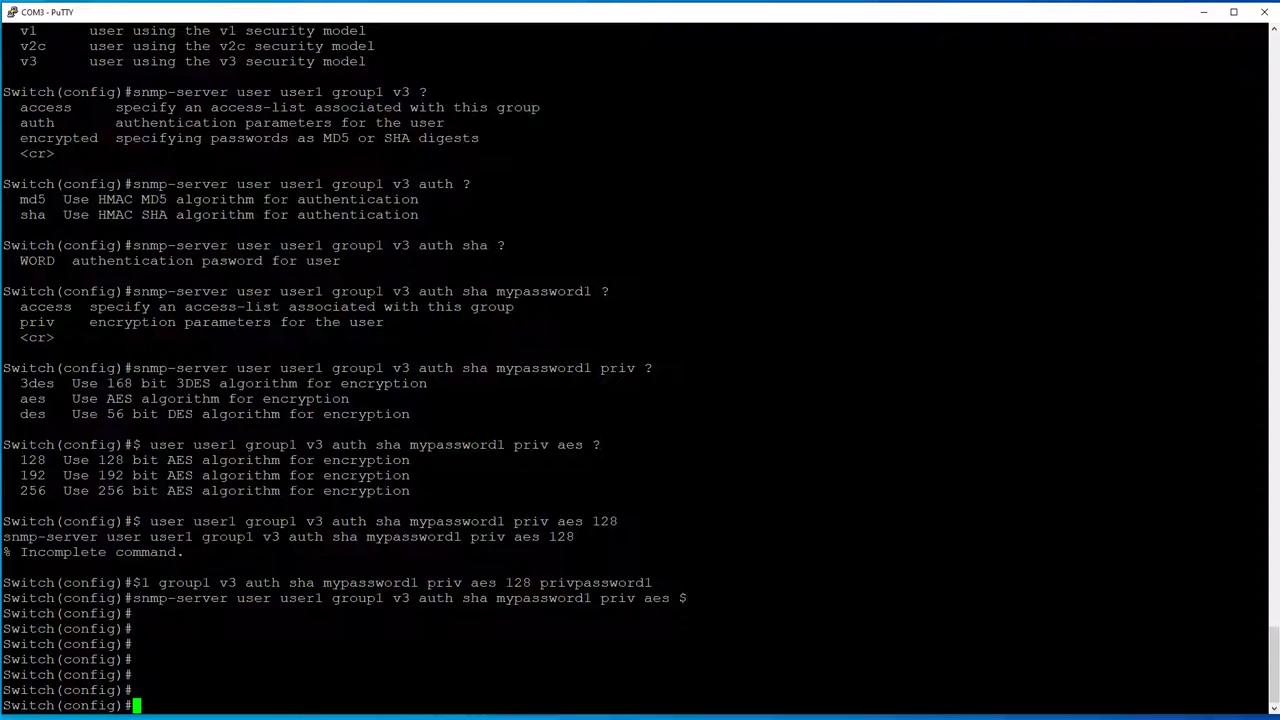 COM3 - PuTTY
v1 user using the v1 security model
v2c user using the v2c security model
v3 user using the v3 security model
Switch(config)#snmp-server user user1 group1 v3 ?
access specify an access-list associated with this group
auth authentication parameters for the user
encrypted specifying passwords as MD5 or SHA digests
<cr>
Switch(config)#snmp-server user user1 group1 v3 auth ?
md5 Use HMAC MD5 algorithm for authentication
sha Use HMAC SHA algorithm for authentication
Switch(config)#snmp-server user user1 group1 v3 auth sha ?
WORD authentication pasword for user
Switch(config)#snmp-server user user1 group1 v3 auth sha mypassword1 ?
access specify an access-list associated with this group
priv encryption parameters for the user
<cr>
Switch(config)#snmp-server user user1 group1 v3 auth sha mypassword1 priv ?
3des Use 168 bit 3DES algorithm for encryption
aes Use AES algorithm for encryption
des Use 56 bit DES algorithm for encryption
Switch(config)#$ user user1 group1 v3 auth sha mypassword1 priv aes ?
128 Use 128 bit AES algorithm for encryption
192 Use 192 bit AES algorithm for encryption
256 Use 256 bit AES algorithm for encryption
Switch(config)#$ user user1 group1 v3 auth sha mypassword1 priv aes 128
snmp-server user user1 group1 v3 auth sha mypassword1 priv aes 128
% Incomplete command.
Switch(config)#$1 group1 v3 auth sha mypassword1 priv aes 128 privpassword1
Switch(config)#snmp-server user user1 group1 v3 auth sha mypassword1 priv aes $
Switch(config)#
Switch(config)#
Switch(config)#
Switch(config)#
Switch(config)#
Switch(config)#
Switch(config)#